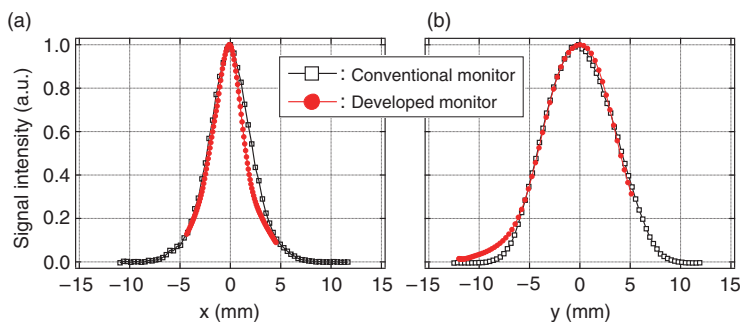 (a)
(b)
Signal intensity (a.u.)
1.0
0.8
0.6
0.4
0.2
0.0
: Conventional monitor
: Developed monitor
−15 −10 −5 0 5 10 15
−15 −10 −5 0 5 10 15
x (mm)
y (mm)